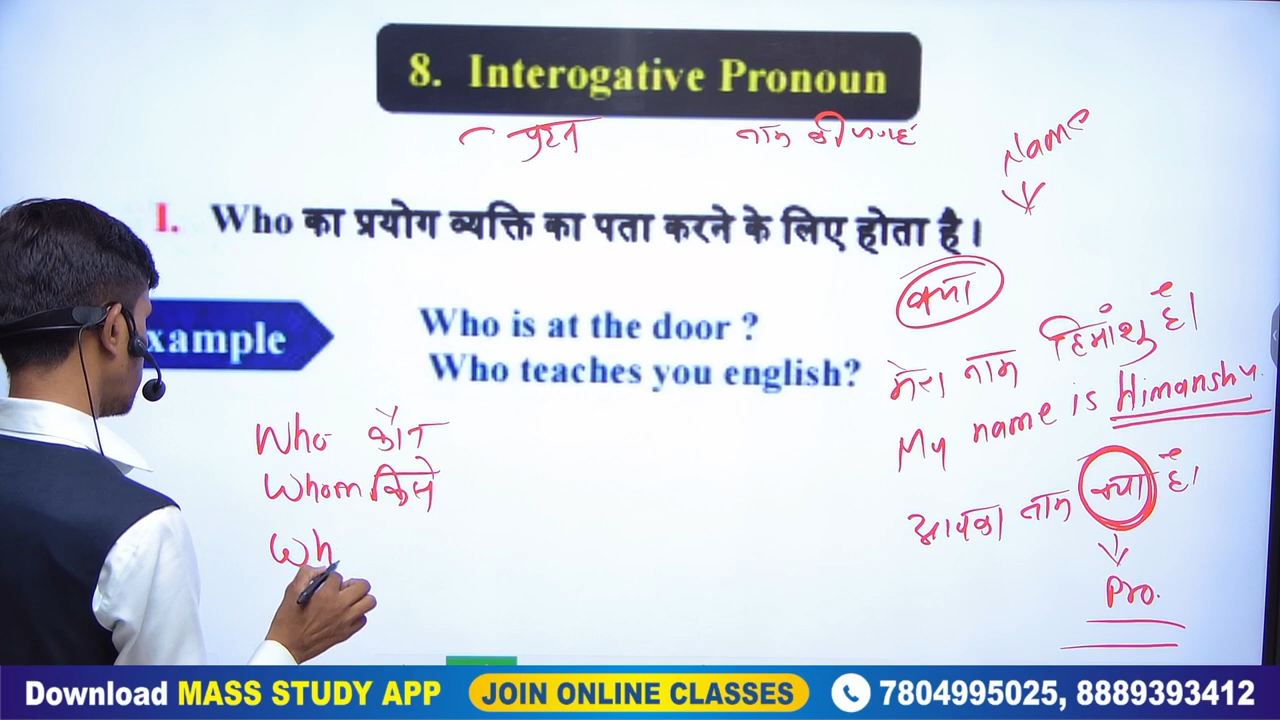 8. Interogative Pronoun
प्रश्न नाम की जगह
Name
I. Who का प्रयोग व्यक्ति का पता करने के लिए होता है।
क्या
xample
Who is at the door ?
Who teaches you english?
मेरा नाम हिमांशु है।
My name is Himanshu.
Who कौन
Whom किसे
Wh
आपका नाम क्या है।
Pro.
Download MASS STUDY APP JOIN ONLINE CLASSES 7804995025, 8889393412